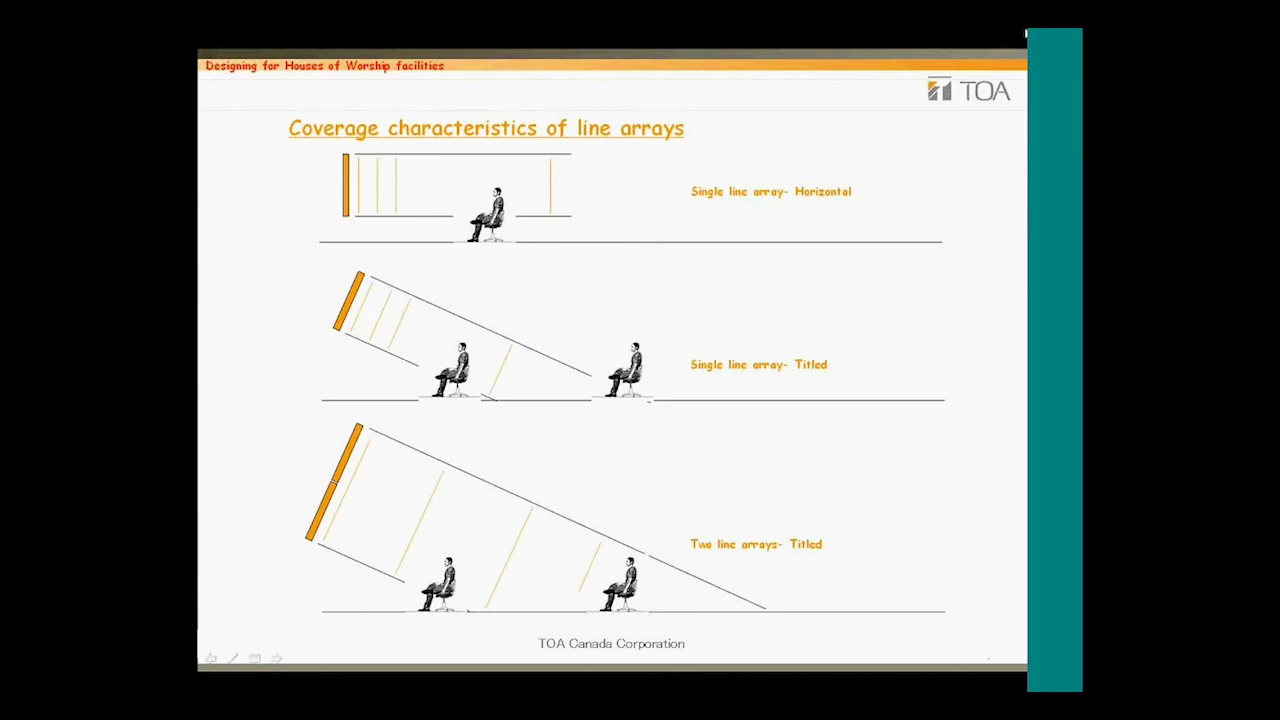 Designing for Houses of Worship facilities
TOA
Coverage characteristics of line arrays
Single line array- Horizontal
Single line array- Titled
Two line arrays- Titled
TOA Canada Corporation